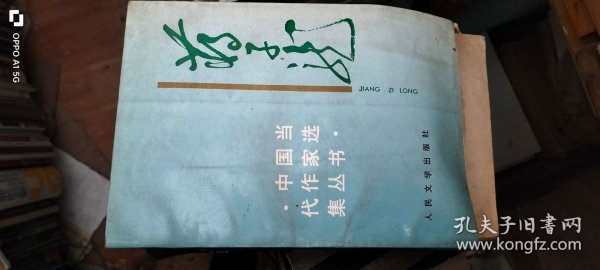 蒋子龙
JIANG ZI LONG
·中国当
代作家选
集丛书·
人民文学出版社
OPPO A1 5G
孔夫子旧书网
www.kongfz.com